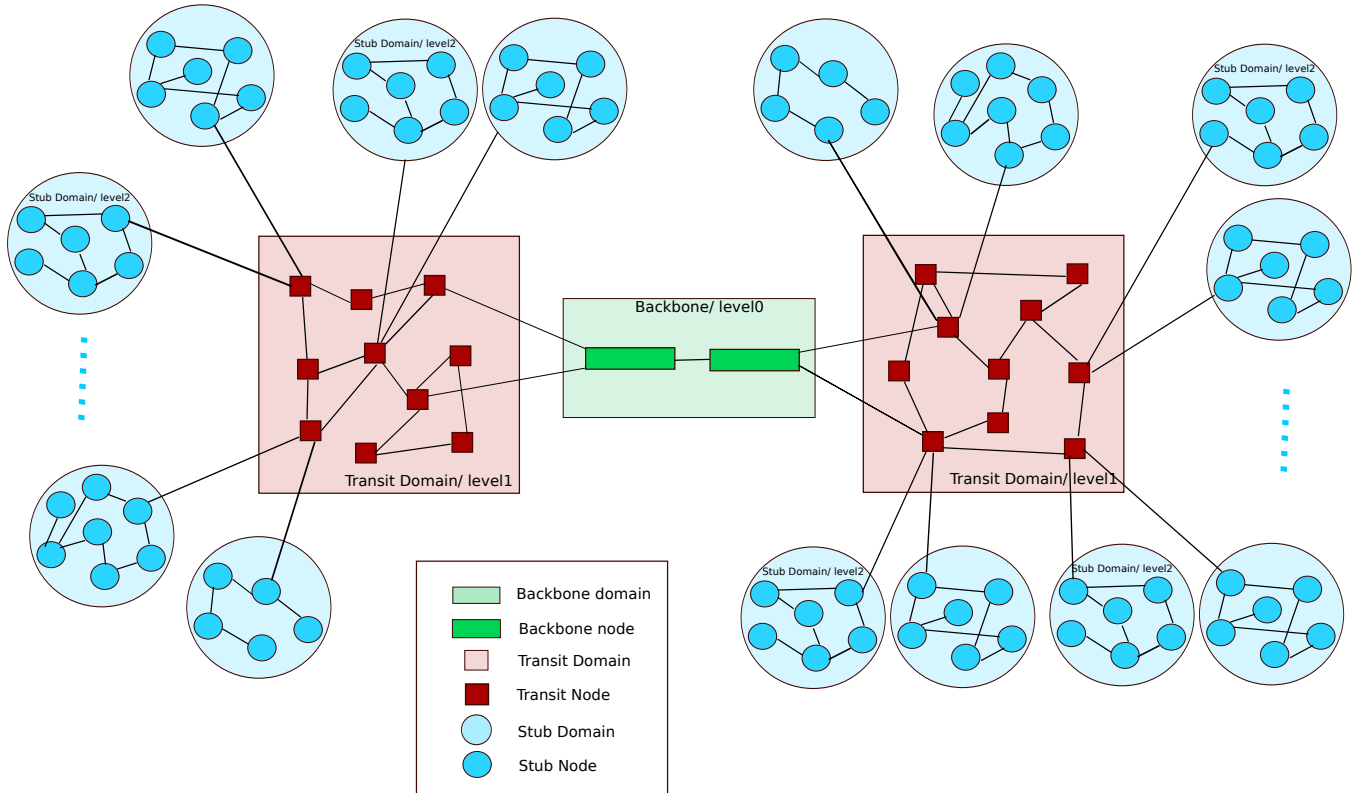 Stub Domain/ level2
Stub Domain/ level2
Stub Domain/ level2
Backbone/ level0
Transit Domain/ level1
Transit Domain/ level1
Stub Domain/ level2
Stub Domain/ level2
Backbone domain
Backbone node
Transit Domain
Transit Node
Stub Domain
Stub Node